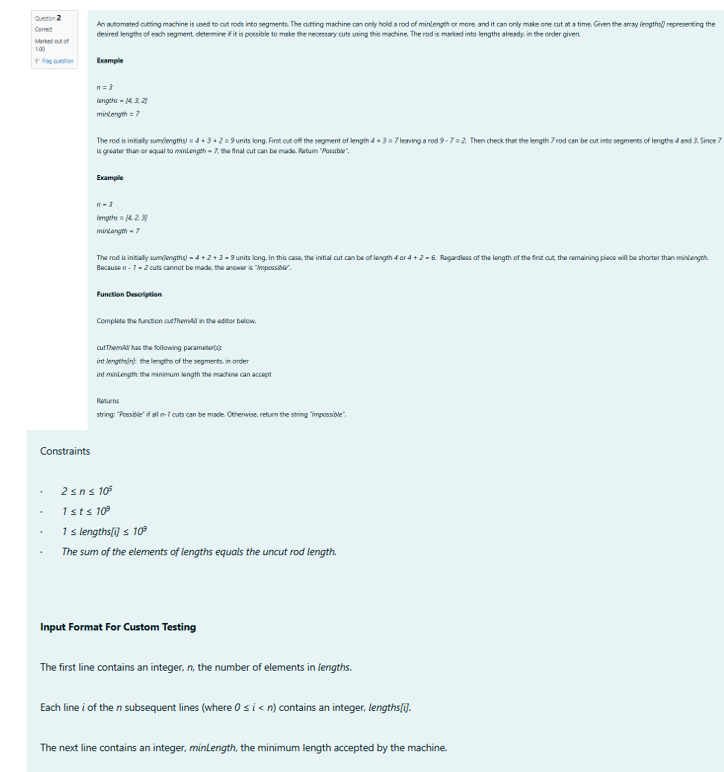 Question 2
Correct
Marked out of
1.00
Flag question
An automated cutting machine is used to cut rods into segments. The cutting machine can only hold a rod of minLength or more, and it can only make one cut at a time. Given the array lengths[] representing the
desired lengths of each segment, determine if it is possible to make the necessary cuts using this machine. The rod is marked into lengths already, in the order given.
Example
n = 3
lengths = [4, 3, 2]
minLength = 7
The rod is initially sum(lengths) = 4 + 3 + 2 = 9 units long. First cut off the segment of length 4 + 3 = 7 leaving a rod 9 - 7 = 2. Then check that the length 7 rod can be cut into segments of lengths 4 and 3. Since 7
is greater than or equal to minLength = 7, the final cut can be made. Return "Possible".
Example
n = 3
lengths = [4, 2, 3]
minLength = 7
The rod is initially sum(lengths) = 4 + 2 + 3 = 9 units long. In this case, the initial cut can be of length 4 or 4 + 2 = 6. Regardless of the length of the first cut, the remaining piece will be shorter than minLength.
Because n - 1 = 2 cuts cannot be made, the answer is "Impossible".
Function Description
Complete the function cutThemAll in the editor below.
cutThemAll has the following parameter(s):
int lengths[n]: the lengths of the segments, in order
int minLength: the minimum length the machine can accept
Returns
string: "Possible" if all n-1 cuts can be made. Otherwise, return the string "Impossible".
Constraints
· 2 ≤ n ≤ 10⁵
· 1 ≤ t ≤ 10⁹
· 1 ≤ lengths[i] ≤ 10⁹
· The sum of the elements of lengths equals the uncut rod length.
Input Format For Custom Testing
The first line contains an integer, n, the number of elements in lengths.
Each line i of the n subsequent lines (where 0 ≤ i < n) contains an integer, lengths[i].
The next line contains an integer, minLength, the minimum length accepted by the machine.